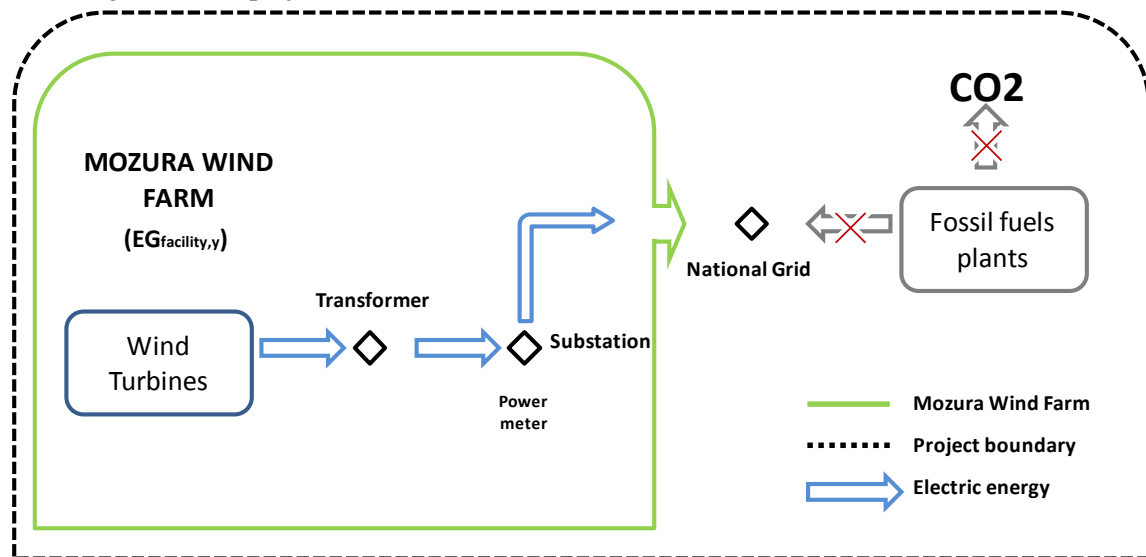 CO2
MOZURA WIND
FARM
(EGfacility,y)
Fossil fuels
plants
National Grid
Transformer
Wind
Turbines
Substation
Power
meter
Mozura Wind Farm
Project boundary
Electric energy